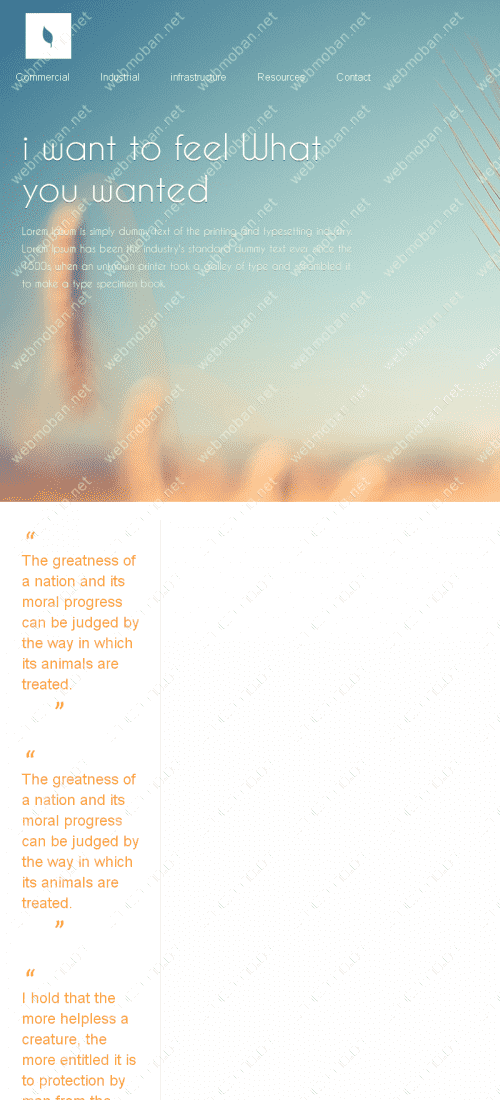 Commercial Industrial infrastructure Resources Contact
i want to feel What
you wanted
Lorem Ipsum is simply dummy text of the printing and typesetting industry.
Lorem Ipsum has been the industry's standard dummy text ever since the
1500s when an unknown printer took a galley of type and scrambled it
to make a type specimen book.
“
The greatness of
a nation and its
moral progress
can be judged by
the way in which
its animals are
treated.
”
“
The greatness of
a nation and its
moral progress
can be judged by
the way in which
its animals are
treated.
”
“
I hold that the
more helpless a
creature, the
more entitled it is
to protection by
man from the
webmoban.net